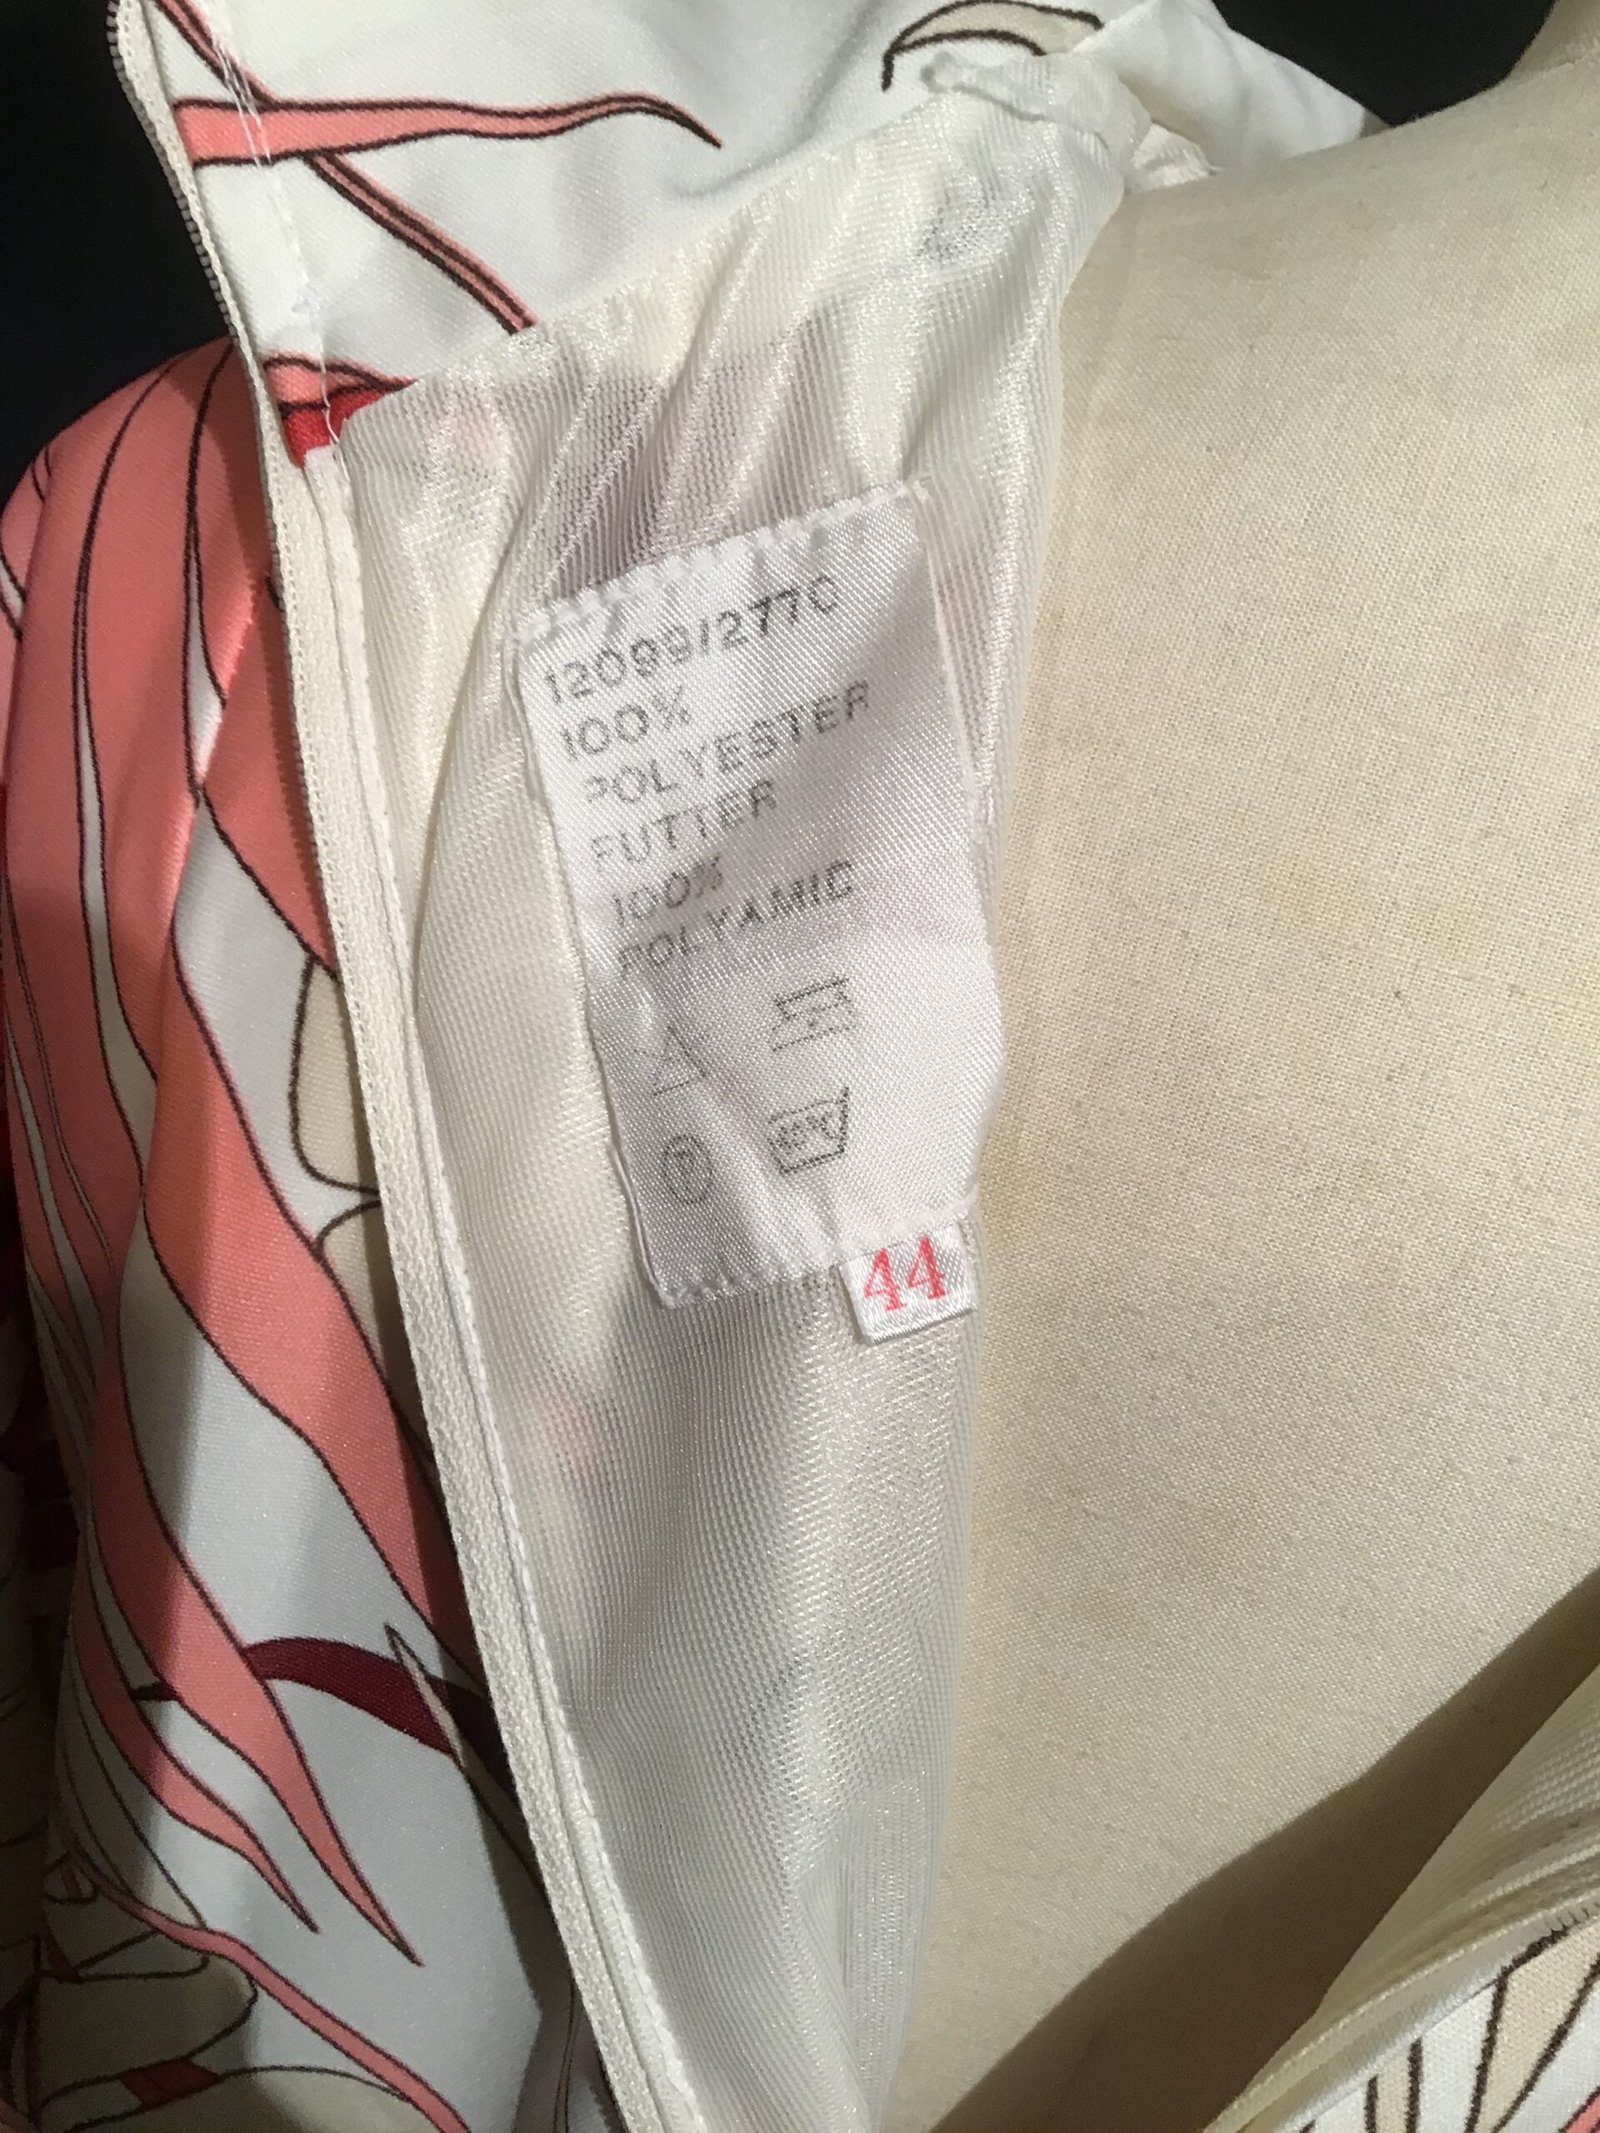 12099/2770
100%
POLYESTER
FUTTER
100%
POLYAMID
44